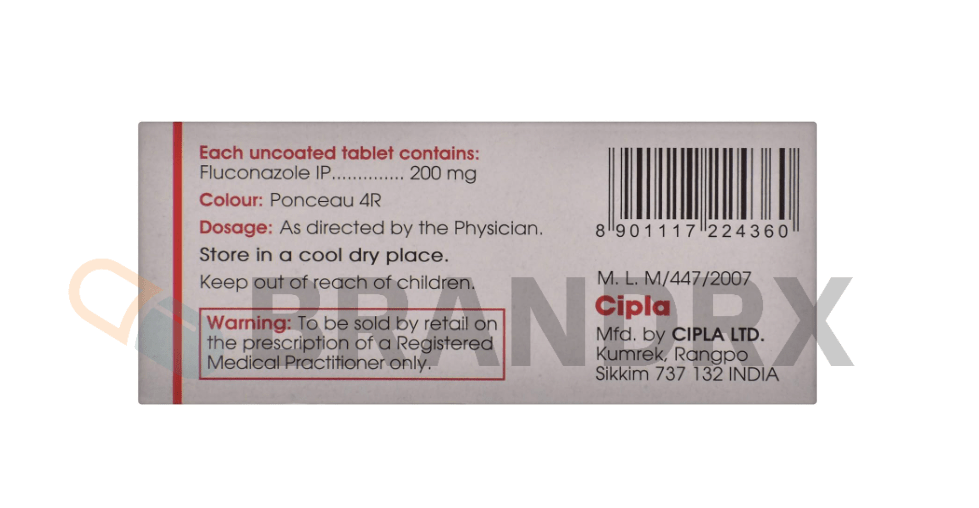 Each uncoated tablet contains:
Fluconazole IP.............. 200 mg
Colour: Ponceau 4R
Dosage: As directed by the Physician.
Store in a cool dry place.
Keep out of reach of children.
Warning: To be sold by retail on
the prescription of a Registered
Medical Practitioner only.
8 901117 224360
M. L. M/447/2007
Cipla
Mfd. by CIPLA LTD.
Kumrek, Rangpo
Sikkim 737 132 INDIA
BRANDRX